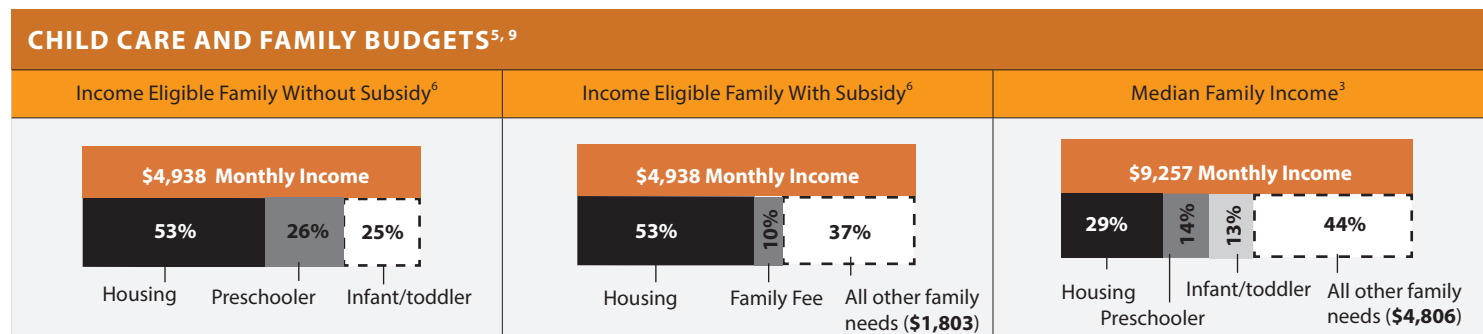 CHILD CARE AND FAMILY BUDGETS5, 9
Income Eligible Family Without Subsidy6
Income Eligible Family With Subsidy6
Median Family Income3
$4,938 Monthly Income
53%
26%
25%
Housing
Preschooler
Infant/toddler
$4,938 Monthly Income
53%
10%
37%
Housing
Family Fee
All other family
needs ($1,803)
$9,257 Monthly Income
29%
14%
13%
44%
Housing
Preschooler
Infant/toddler
All other family
needs ($4,806)